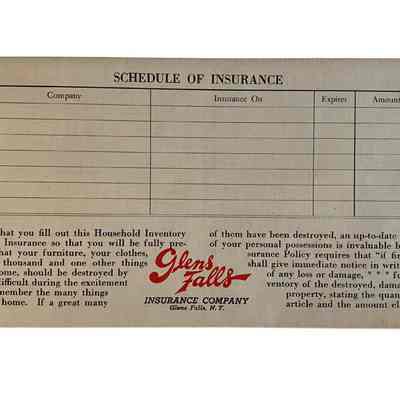 SCHEDULE OF INSURANCE
Company Insurance On Expires Amount
that you fill out this Household Inventory
Insurance so that you will be fully pre-
that your furniture, your clothes,
thousand and one other things
ome, should be destroyed by
ifficult during the excitement
member the many things
home. If a great many
Glens
Falls
INSURANCE COMPANY
Glens Falls, N. Y.
of them have been destroyed, an up-to-date
of your personal possessions is invaluable b
surance Policy requires that "if fir
shall give immediate notice in writ
of any loss or damage, * * * f
ventory of the destroyed, dama
property, stating the quan
article and the amount cl